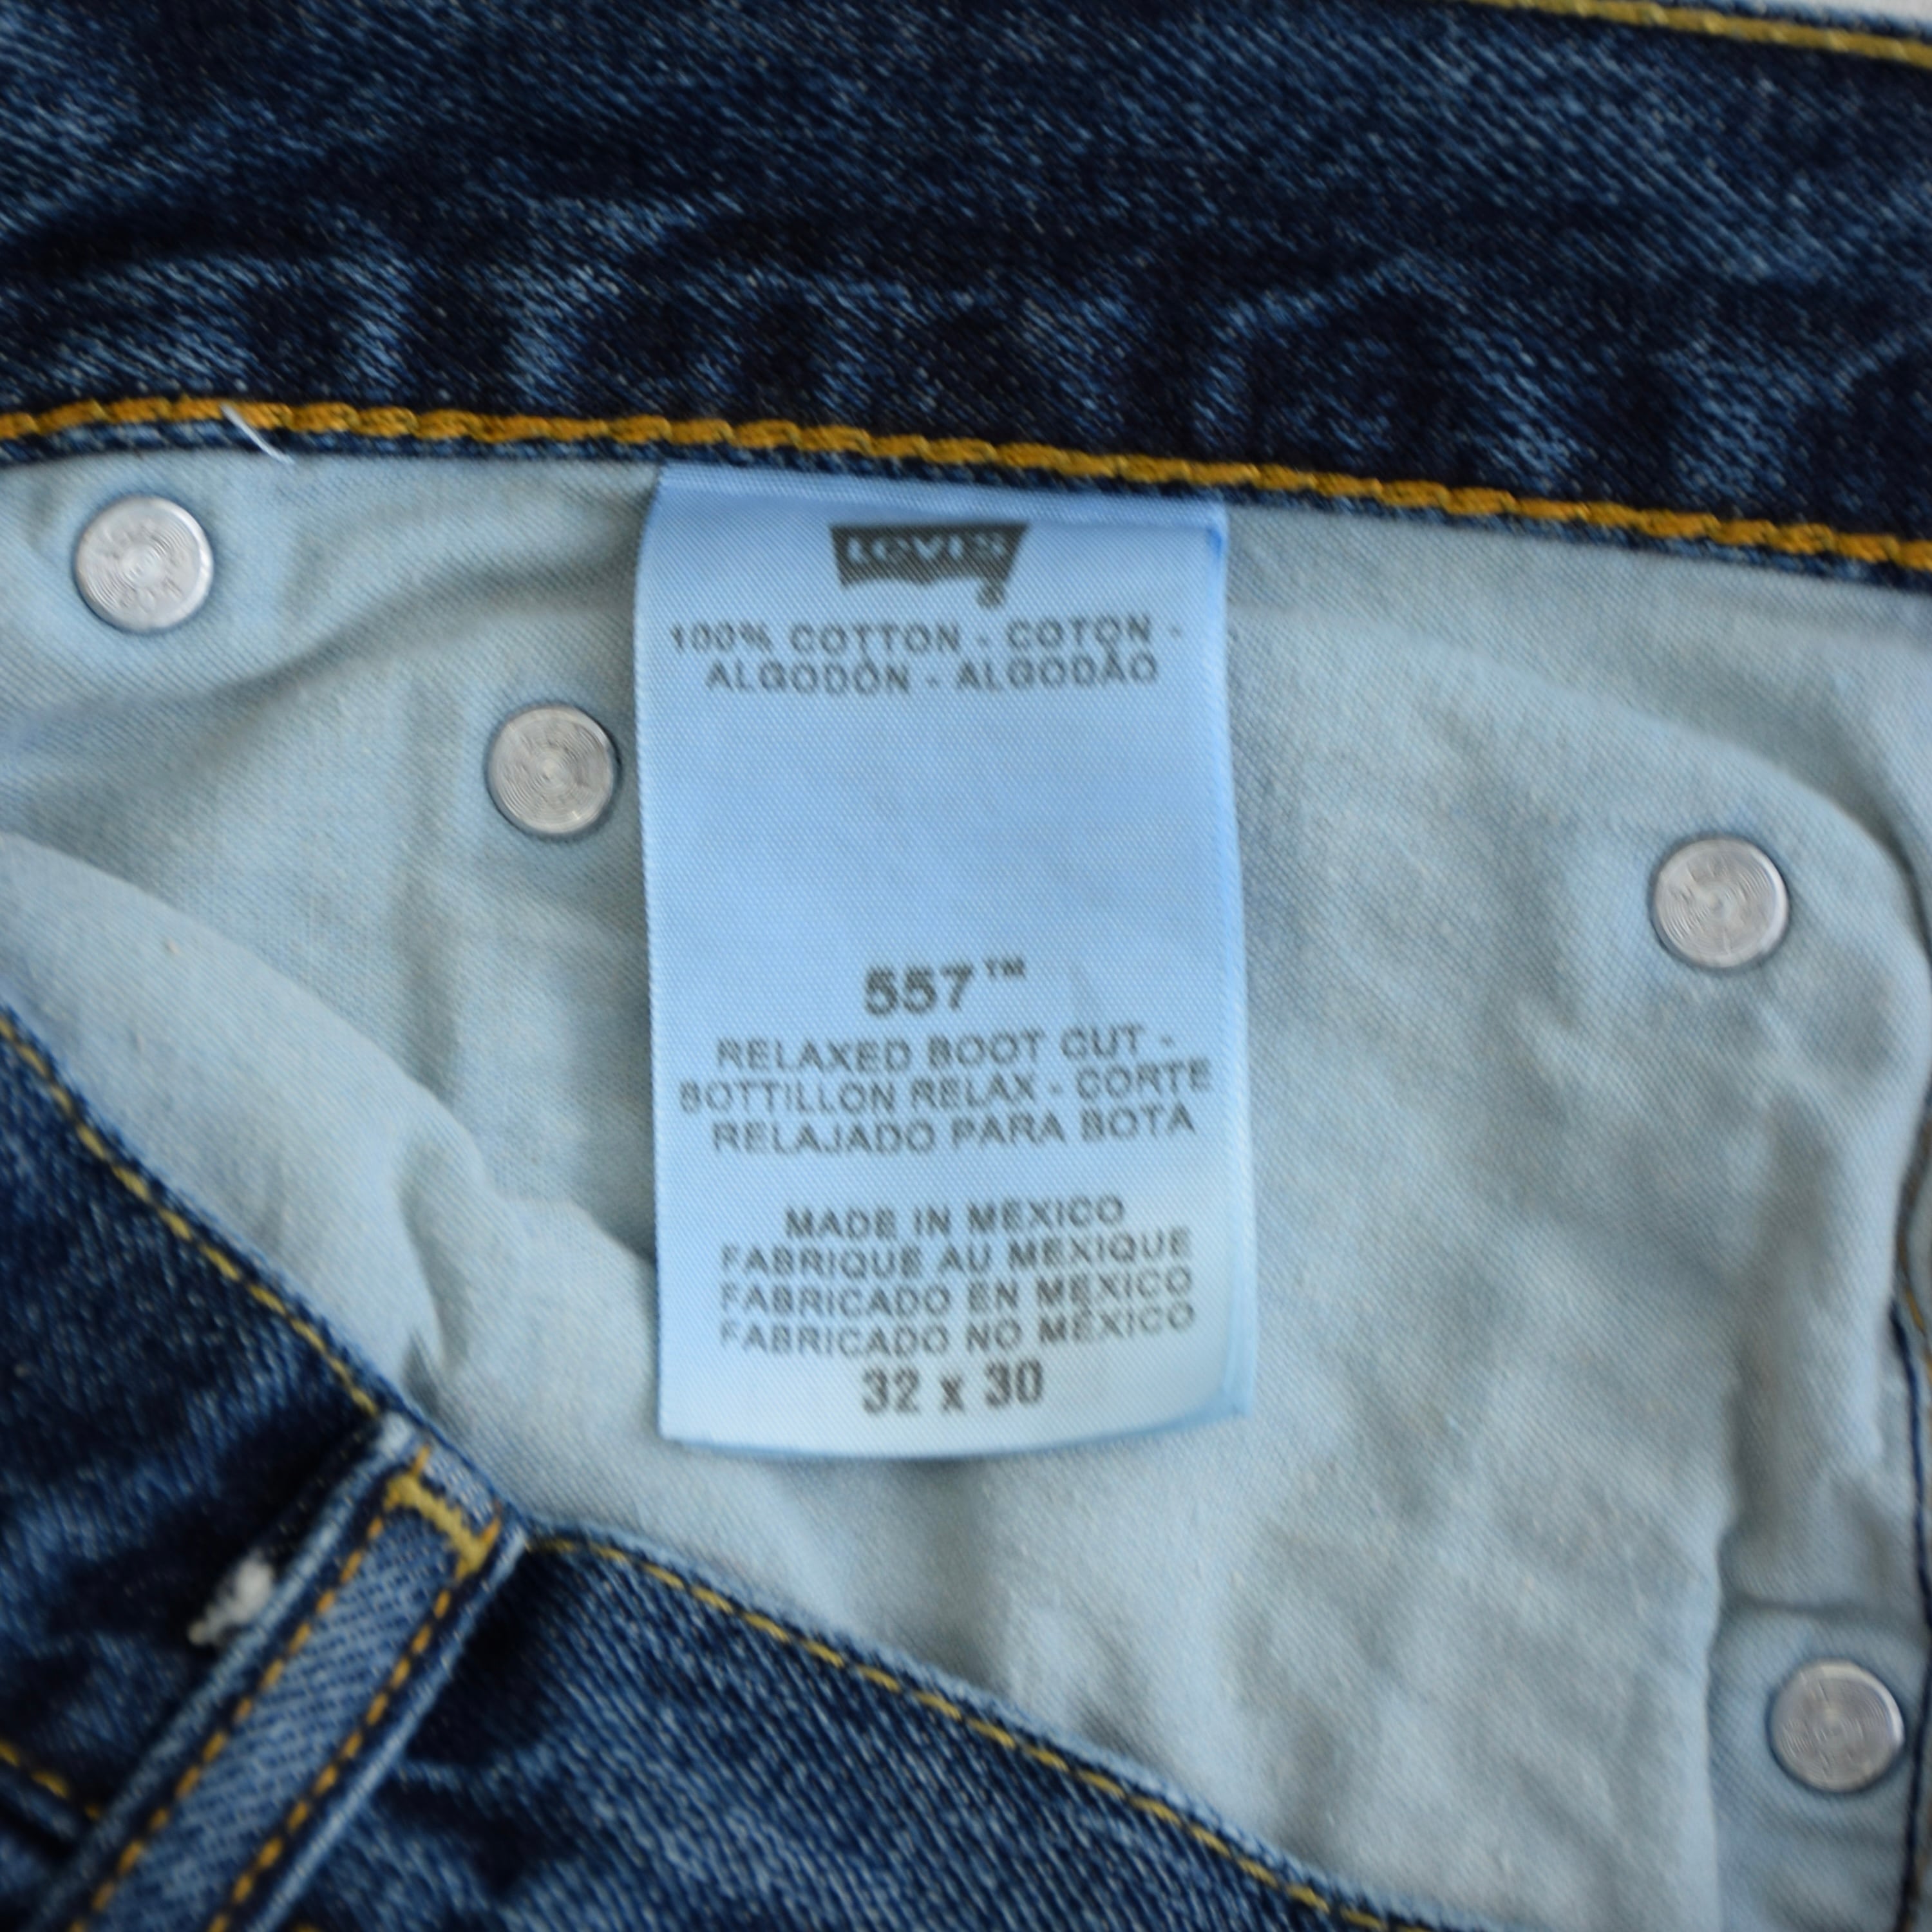 Levi's
100% COTTON - COTON -
ALGODÓN - ALGODÃO
557™
RELAXED BOOT CUT -
BOTTILLON RELAX - CORTE
RELAJADO PARA BOTA
MADE IN MEXICO
FABRIQUE AU MEXIQUE
FABRICADO EN MEXICO
FABRICADO NO MÉXICO
32 x 30